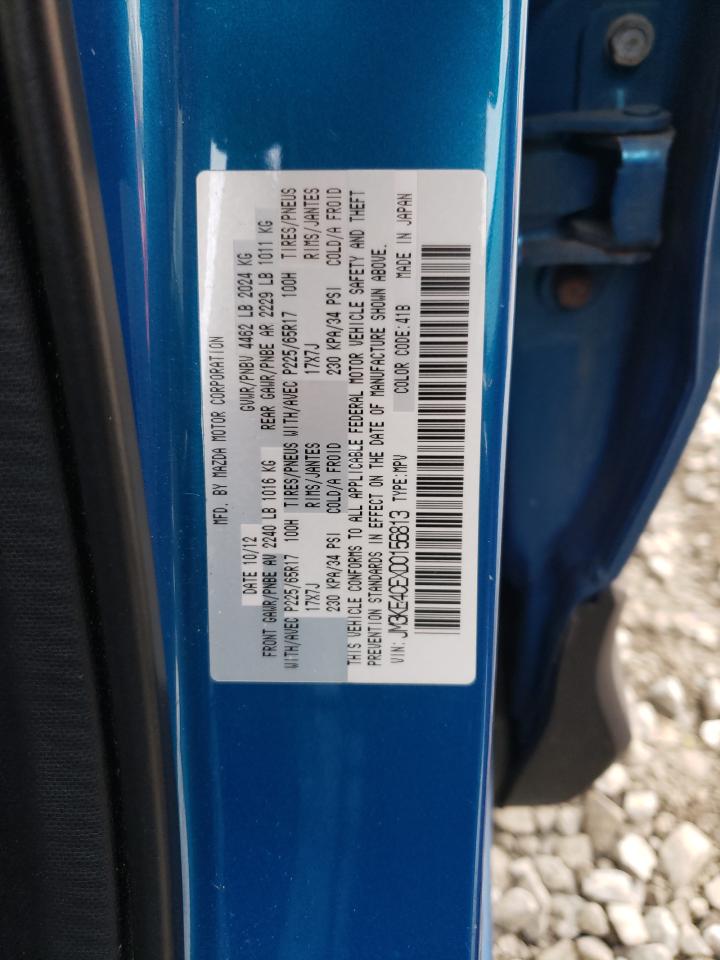 MFD. BY MAZDA MOTOR CORPORATION
DATE 10/12 GVWR/PNBV 4462 LB 2024 KG
FRONT GAWR/PNBE AV 2240 LB 1016 KG REAR GAWR/PNBE AR 2229 LB 1011 KG
WITH/AVEC P225/65R17 100H TIRES/PNEUS WITH/AVEC P225/65R17 100H TIRES/PNEUS
17X7J RIMS/JANTES 17X7J RIMS/JANTES
230 KPA/34 PSI COLD/A FROID 230 KPA/34 PSI COLD/A FROID
THIS VEHICLE CONFORMS TO ALL APPLICABLE FEDERAL MOTOR VEHICLE SAFETY AND THEFT
PREVENTION STANDARDS IN EFFECT ON THE DATE OF MANUFACTURE SHOWN ABOVE.
VIN: JM3KE4CEXD0156813 TYPE:MPV COLOR CODE:41B MADE IN JAPAN